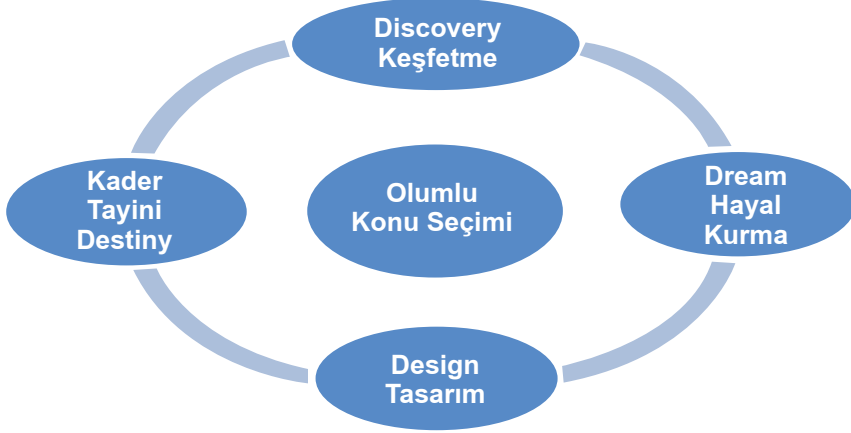 Discovery
Keşfetme
Kader
Tayini
Destiny
Olumlu
Konu Seçimi
Dream
Hayal
Kurma
Design
Tasarım